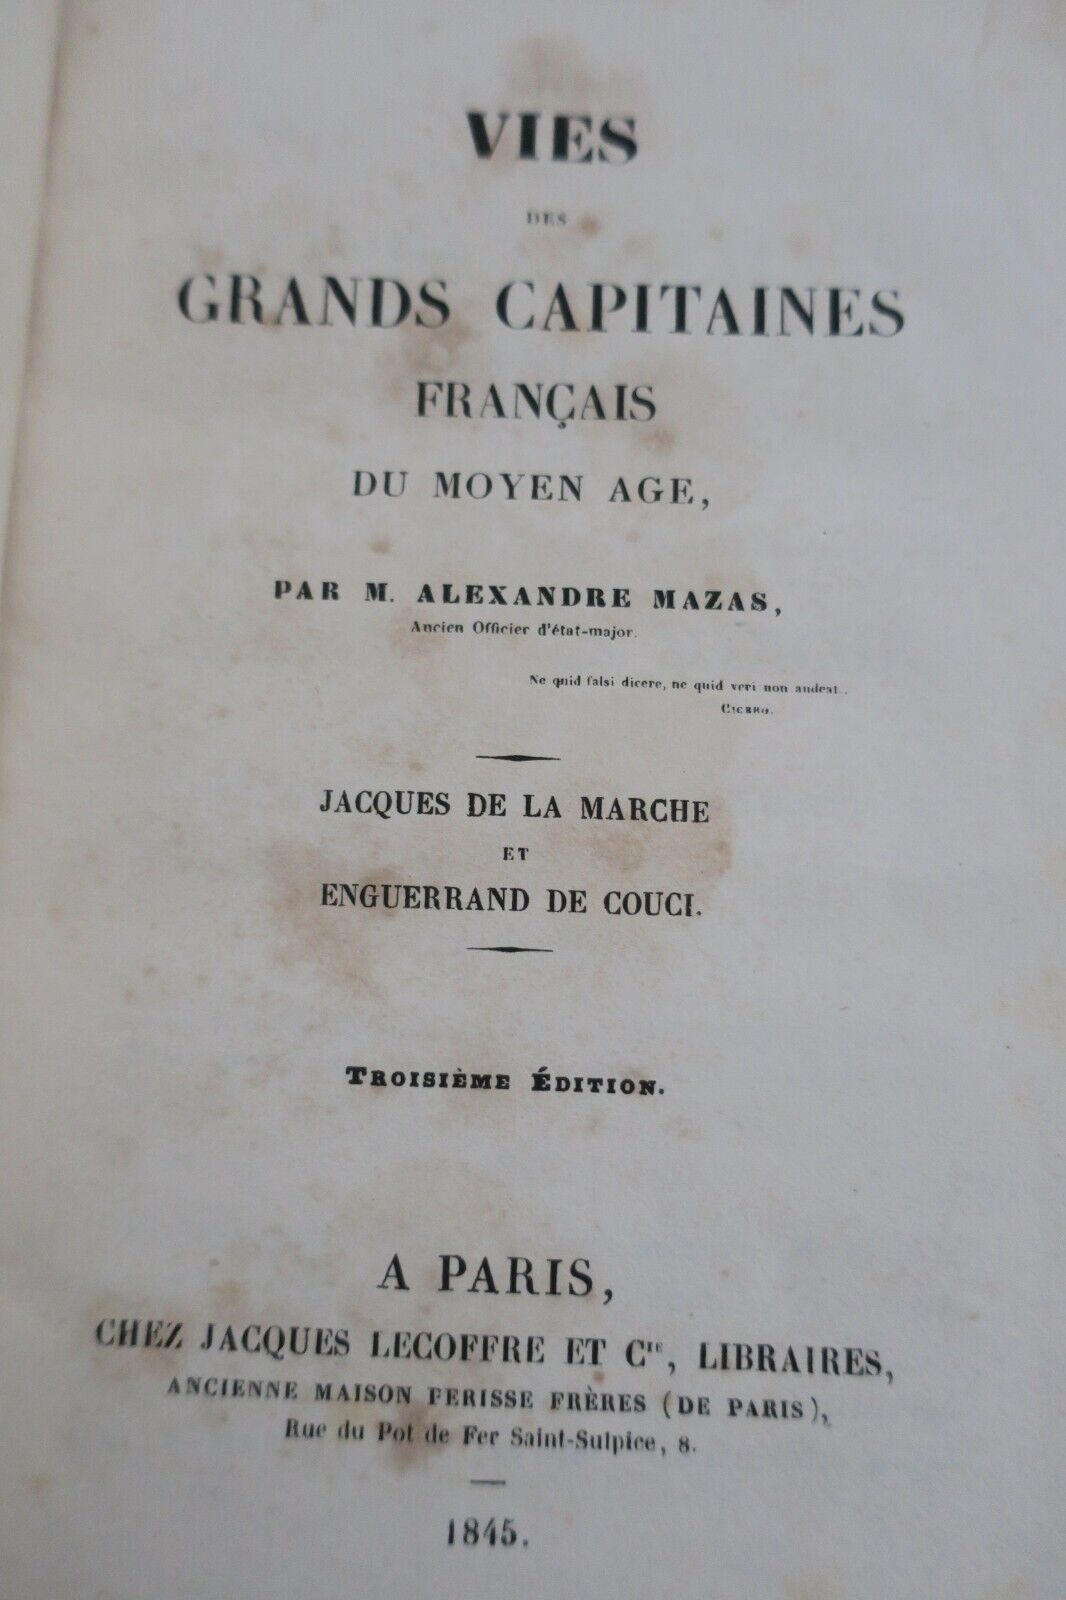 VIES
DES
GRANDS CAPITAINES
FRANÇAIS
DU MOYEN AGE,
PAR M. ALEXANDRE MAZAS,
Ancien Officier d'état-major.
Ne quid falsi dicere, ne quid veri non audeat.
CICERO.
JACQUES DE LA MARCHE
ET
ENGUERRAND DE COUCI.
TROISIÈME ÉDITION.
A PARIS,
CHEZ JACQUES LECOFFRE ET Cie, LIBRAIRES,
ANCIENNE MAISON PERISSE FRÈRES (DE PARIS),
Rue du Pot de Fer Saint-Sulpice, 8.
1845.